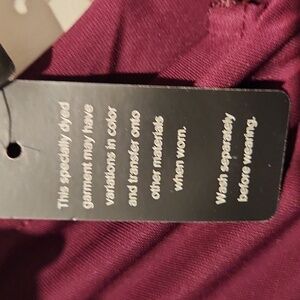 This specialty dyed
garment may have
variations in color
and transfer onto
other materials
when worn.
Wash separately
before wearing.